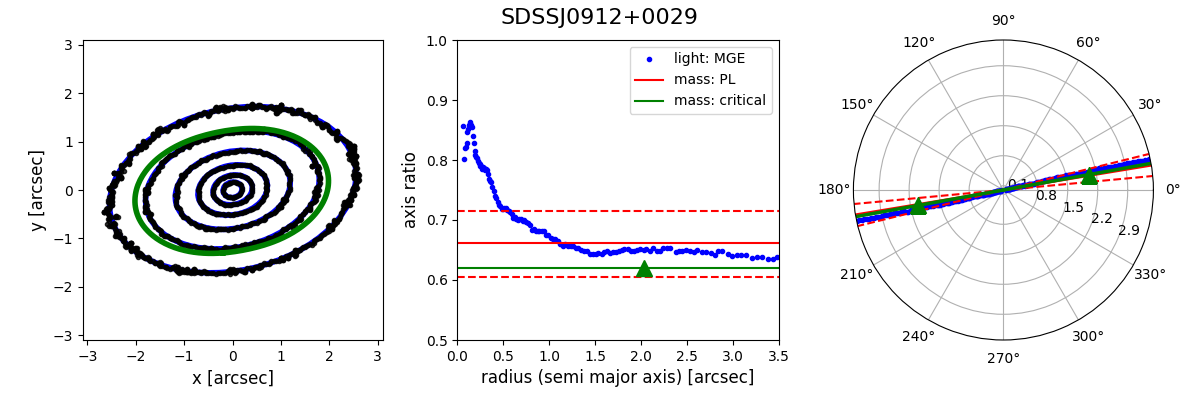 SDSSJ0912+0029
3
2
1
0
−1
−2
−3
y [arcsec]
−3 −2 −1 0 1 2 3
x [arcsec]
1.0
0.9
0.8
0.7
0.6
0.5
axis ratio
0.0 0.5 1.0 1.5 2.0 2.5 3.0 3.5
radius (semi major axis) [arcsec]
light: MGE
mass: PL
mass: critical
90°
120° 60°
150° 30°
180° 0°
210° 330°
240° 300°
270°
0.8
1.5
2.2
2.9